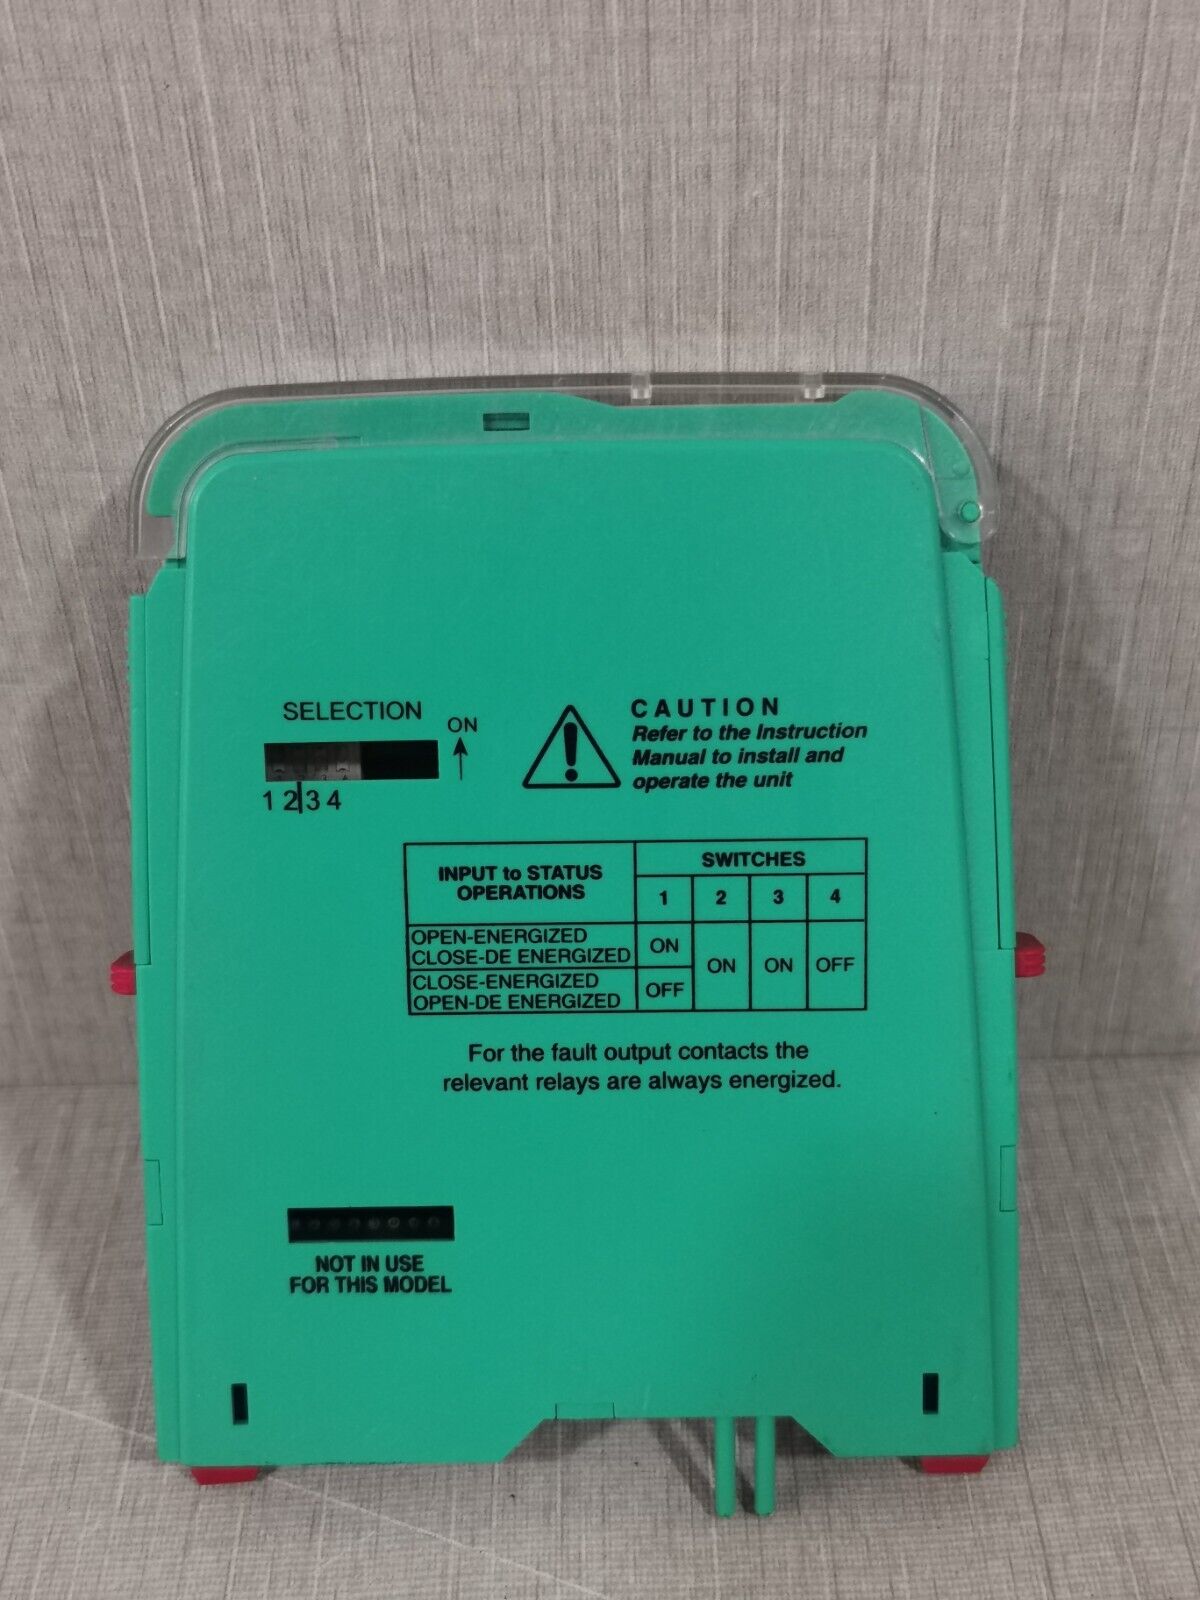 SELECTION
ON
1 2 3 4
CAUTION
Refer to the Instruction
Manual to install and
operate the unit
INPUT to STATUS
OPERATIONS
SWITCHES
1 2 3 4
OPEN-ENERGIZED
CLOSE-DE ENERGIZED
ON
CLOSE-ENERGIZED
OPEN-DE ENERGIZED
OFF
ON ON OFF
For the fault output contacts the
relevant relays are always energized.
NOT IN USE
FOR THIS MODEL